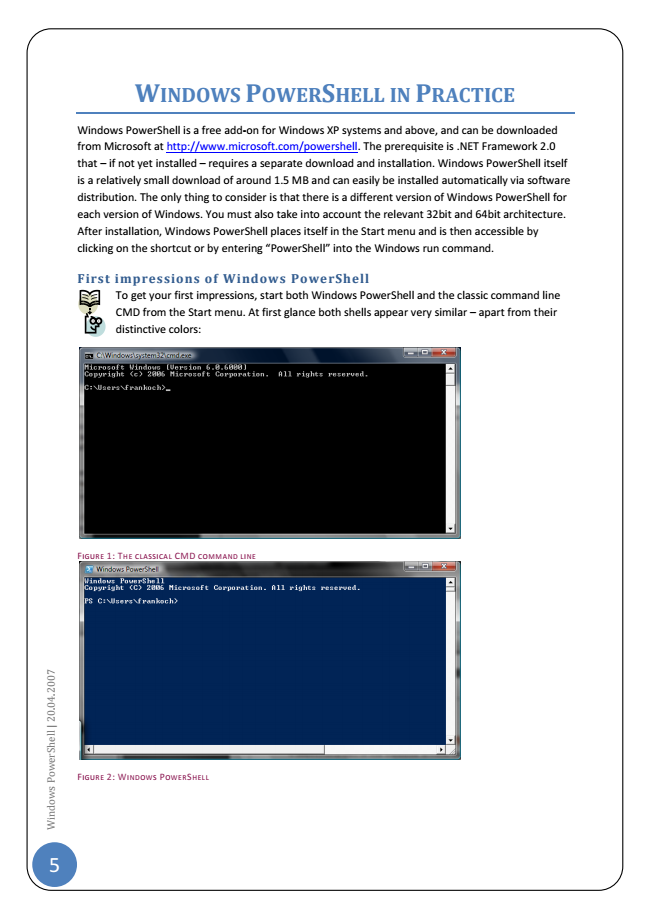 WINDOWS POWERSHELL IN PRACTICE
Windows PowerShell is a free add-on for Windows XP systems and above, and can be downloaded
from Microsoft at http://www.microsoft.com/powershell. The prerequisite is .NET Framework 2.0
that – if not yet installed – requires a separate download and installation. Windows PowerShell itself
is a relatively small download of around 1.5 MB and can easily be installed automatically via software
distribution. The only thing to consider is that there is a different version of Windows PowerShell for
each version of Windows. You must also take into account the relevant 32bit and 64bit architecture.
After installation, Windows PowerShell places itself in the Start menu and is then accessible by
clicking on the shortcut or by entering “PowerShell” into the Windows run command.
First impressions of Windows PowerShell
To get your first impressions, start both Windows PowerShell and the classic command line
CMD from the Start menu. At first glance both shells appear very similar – apart from their
distinctive colors:
C:\Windows\system32\cmd.exe
Microsoft Windows [Version 6.0.6000]
Copyright (c) 2006 Microsoft Corporation.  All rights reserved.
C:\Users\frankoch>_
FIGURE 1: THE CLASSICAL CMD COMMAND LINE
Windows PowerShell
Windows PowerShell
Copyright (C) 2006 Microsoft Corporation. All rights reserved.
PS C:\Users\frankoch>
FIGURE 2: WINDOWS POWERSHELL
Windows PowerShell | 20.04.2007
5